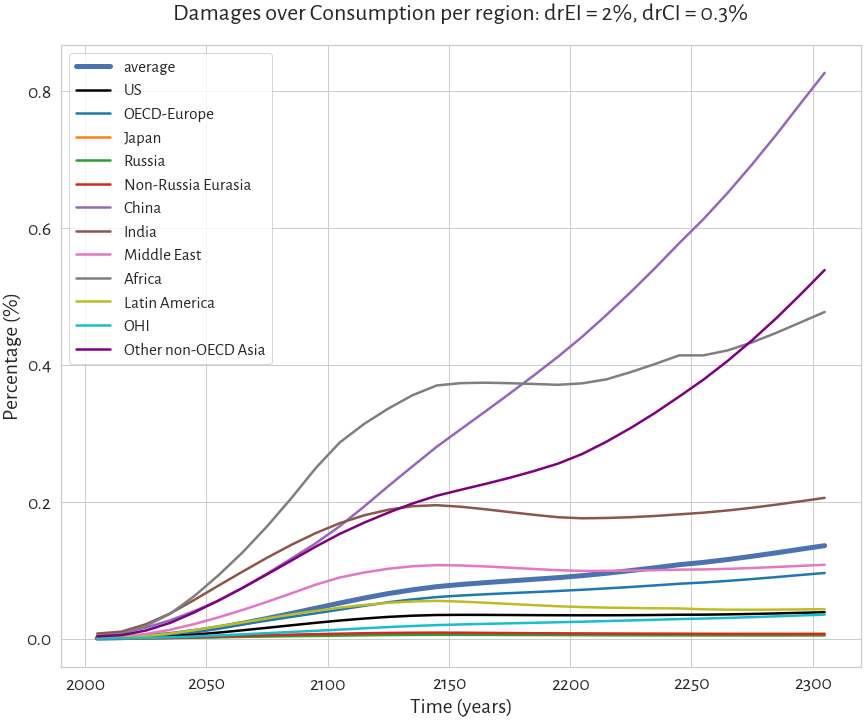 Damages over Consumption per region: drEI = 2%, drCI = 0.3%
average
US
OECD-Europe
Japan
Russia
Non-Russia Eurasia
China
India
Middle East
Africa
Latin America
OHI
Other non-OECD Asia
Percentage (%)
0.8
0.6
0.4
0.2
0.0
2000 2050 2100 2150 2200 2250 2300
Time (years)